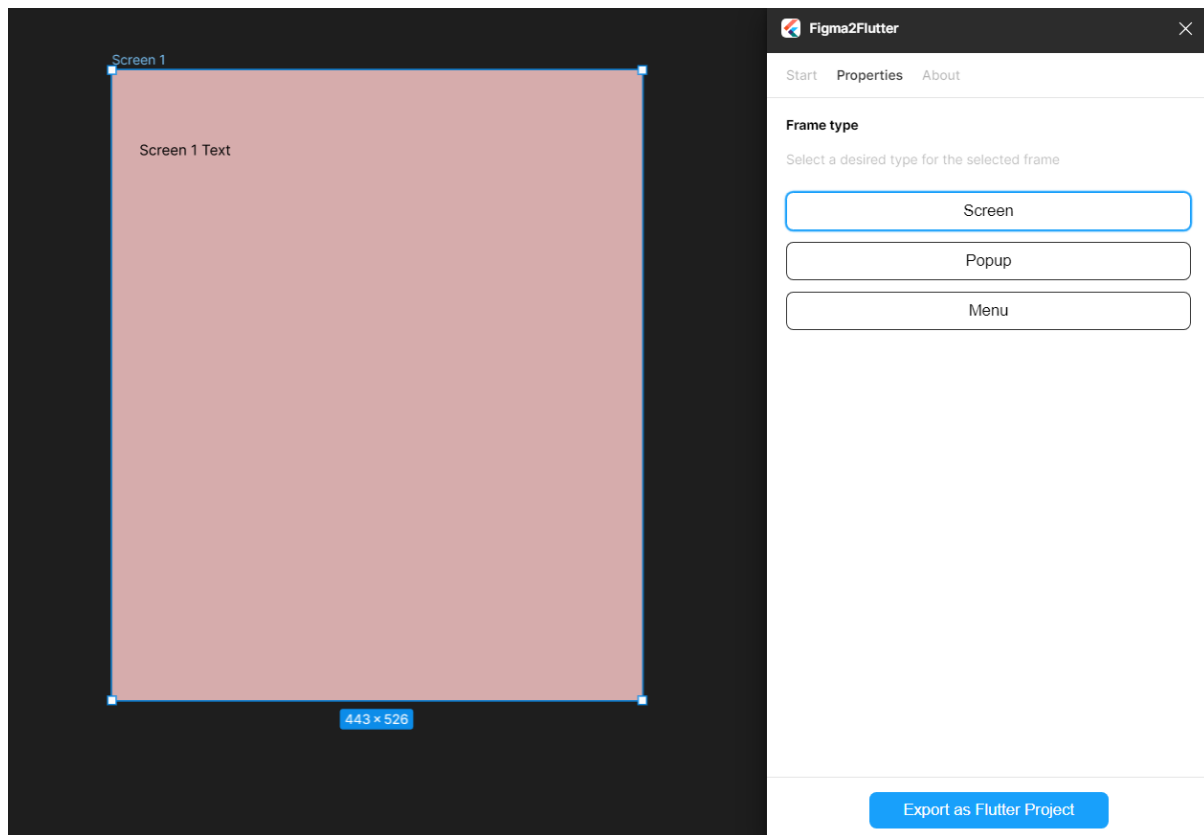 Screen 1
Screen 1 Text
443 × 526
Figma2Flutter
Start Properties About
Frame type
Select a desired type for the selected frame
Screen
Popup
Menu
Export as Flutter Project